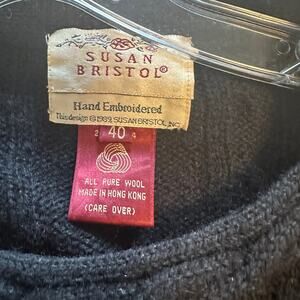 SUSAN
BRISTOL®
Hand Embroidered
This design ©1989, SUSAN BRISTOL, INC.
40
ALL PURE WOOL
MADE IN HONG KONG
(CARE OVER)